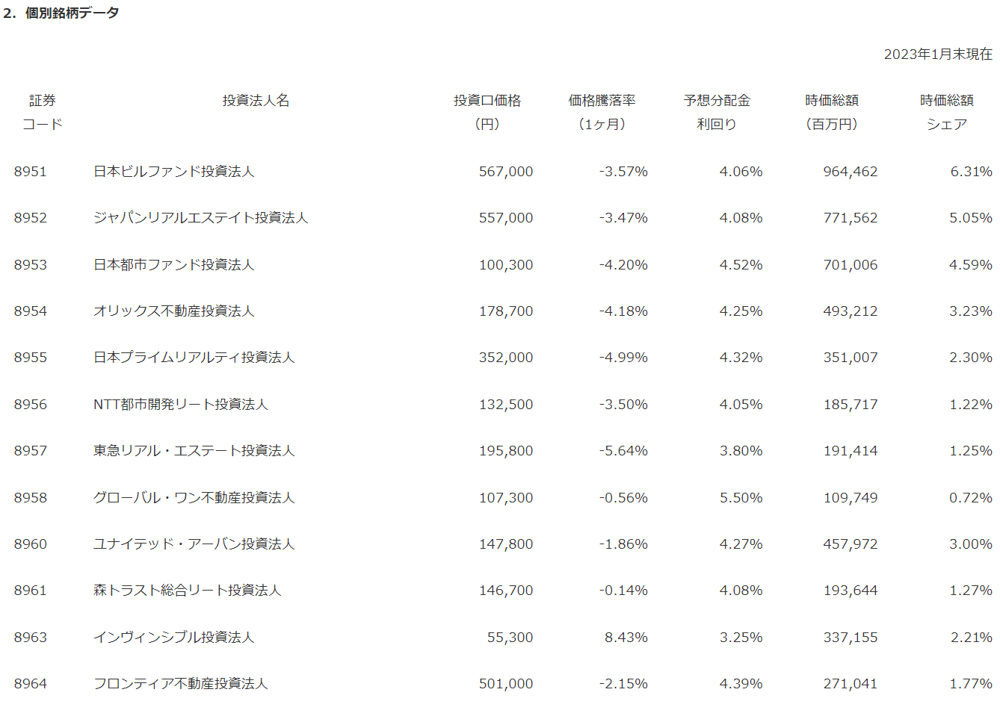 2．個別銘柄データ
2023年1月末現在
証券 投資法人名 投資口価格 価格騰落率 予想分配金 時価総額 時価総額
コード （円） （1ヶ月） 利回り （百万円） シェア
8951 日本ビルファンド投資法人 567,000 -3.57% 4.06% 964,462 6.31%
8952 ジャパンリアルエステイト投資法人 557,000 -3.47% 4.08% 771,562 5.05%
8953 日本都市ファンド投資法人 100,300 -4.20% 4.52% 701,006 4.59%
8954 オリックス不動産投資法人 178,700 -4.18% 4.25% 493,212 3.23%
8955 日本プライムリアルティ投資法人 352,000 -4.99% 4.32% 351,007 2.30%
8956 NTT都市開発リート投資法人 132,500 -3.50% 4.05% 185,717 1.22%
8957 東急リアル・エステート投資法人 195,800 -5.64% 3.80% 191,414 1.25%
8958 グローバル・ワン不動産投資法人 107,300 -0.56% 5.50% 109,749 0.72%
8960 ユナイテッド・アーバン投資法人 147,800 -1.86% 4.27% 457,972 3.00%
8961 森トラスト総合リート投資法人 146,700 -0.14% 4.08% 193,644 1.27%
8963 インヴィンシブル投資法人 55,300 8.43% 3.25% 337,155 2.21%
8964 フロンティア不動産投資法人 501,000 -2.15% 4.39% 271,041 1.77%